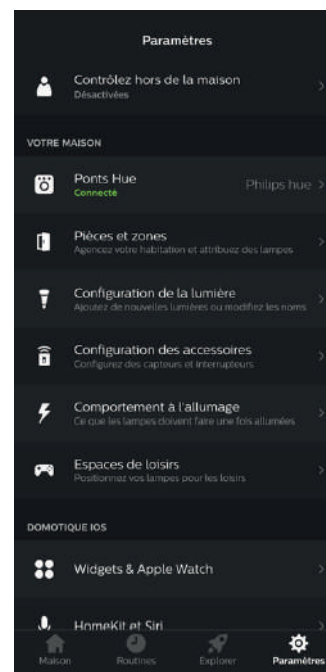 Paramètres
Contrôlez hors de la maison
Désactivées
VOTRE MAISON
Ponts Hue
Connecté
Philips hue
Pièces et zones
Agencez votre habitation et attribuez des lampes
Configuration de la lumière
Ajoutez de nouvelles lumières ou modifiez les noms
Configuration des accessoires
Configurez des capteurs et interrupteurs
Comportement à l'allumage
Ce que les lampes doivent faire une fois allumées
Espaces de loisirs
Positionnez vos lampes pour les loisirs
DOMOTIQUE IOS
Widgets & Apple Watch
HomeKit et Siri
Maison
Routines
Explorer
Paramètres